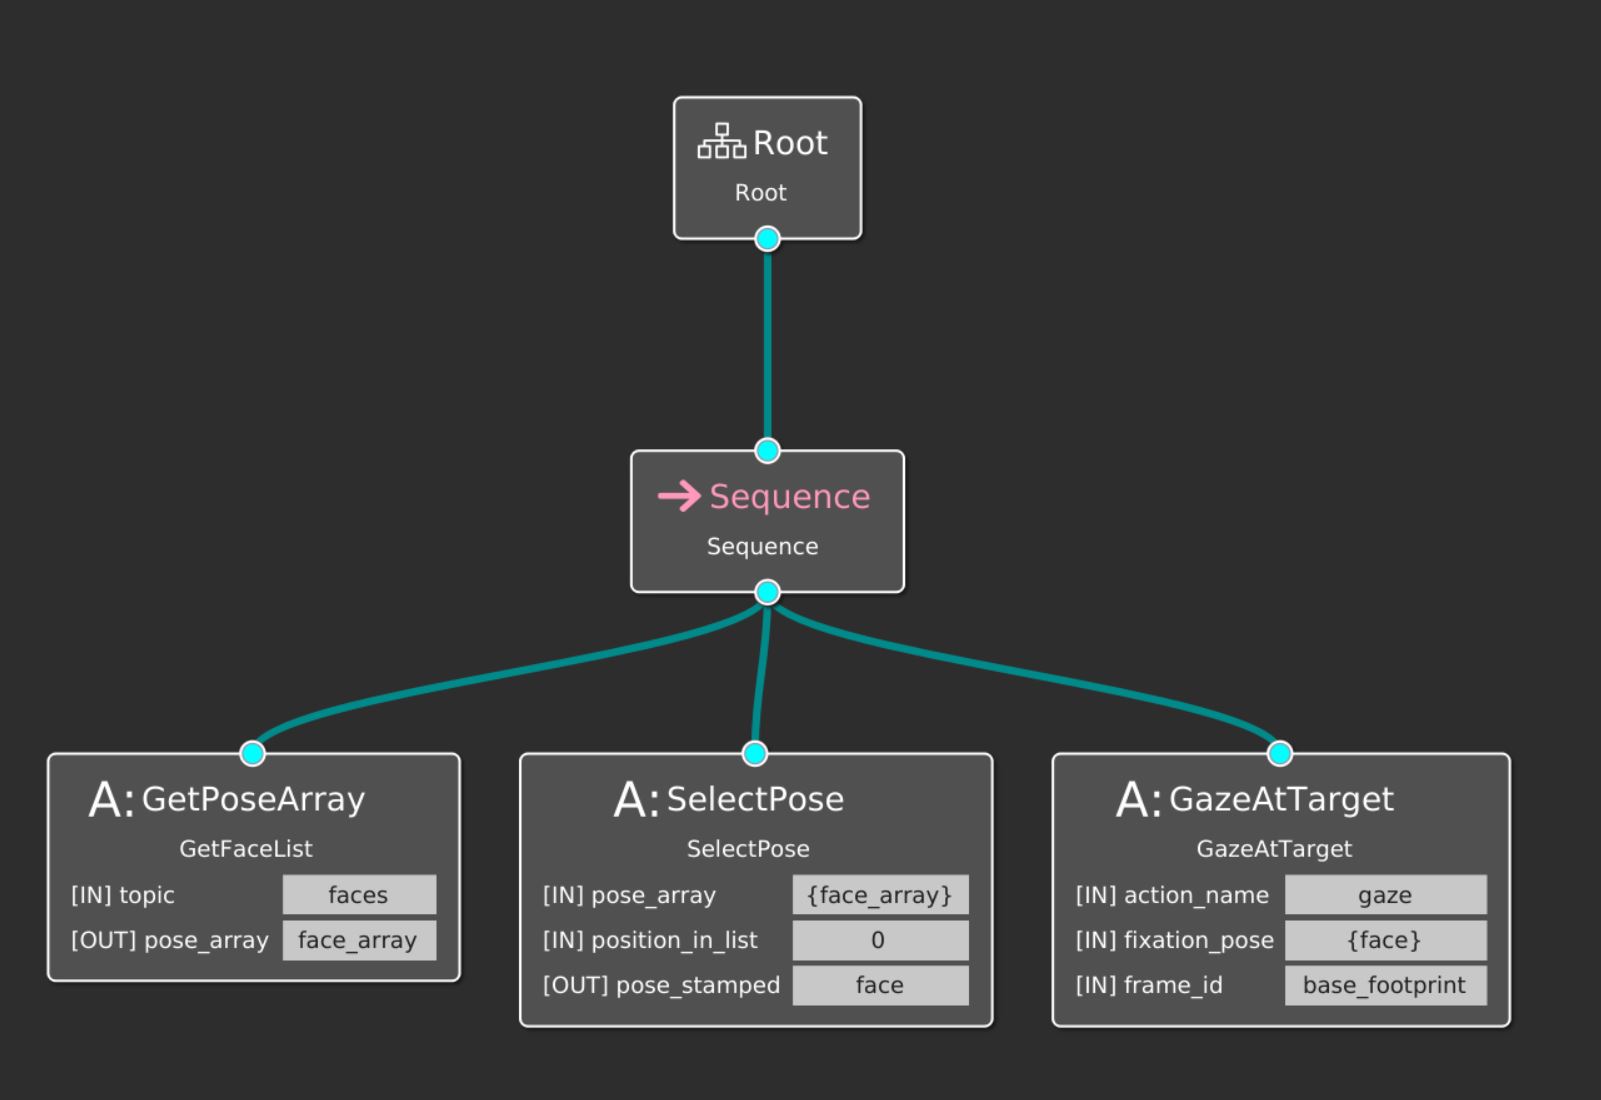 Root
Root
Sequence
Sequence
A: GetPoseArray
GetFaceList
[IN] topic faces
[OUT] pose_array face_array
A: SelectPose
SelectPose
[IN] pose_array {face_array}
[IN] position_in_list 0
[OUT] pose_stamped face
A: GazeAtTarget
GazeAtTarget
[IN] action_name gaze
[IN] fixation_pose {face}
[IN] frame_id base_footprint